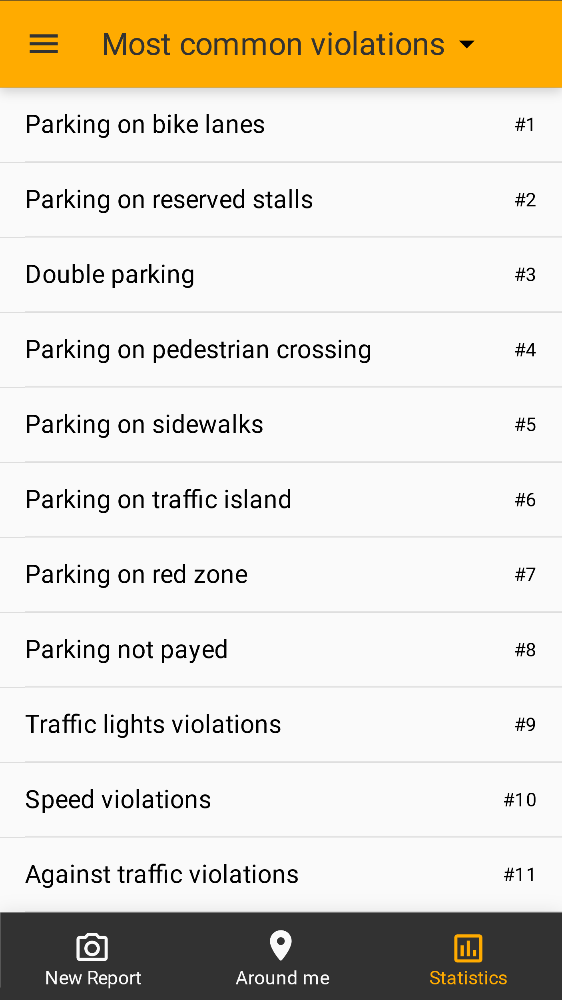 Most common violations
Parking on bike lanes #1
Parking on reserved stalls #2
Double parking #3
Parking on pedestrian crossing #4
Parking on sidewalks #5
Parking on traffic island #6
Parking on red zone #7
Parking not payed #8
Traffic lights violations #9
Speed violations #10
Against traffic violations #11
New Report Around me Statistics